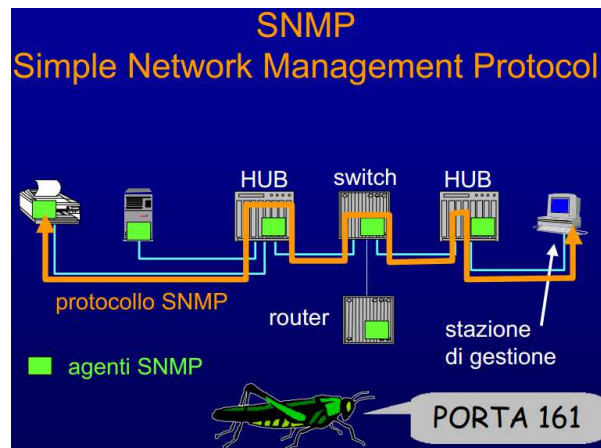 SNMP
Simple Network Management Protocol
HUB
switch
HUB
protocollo SNMP
router
stazione
di gestione
agenti SNMP
PORTA 161